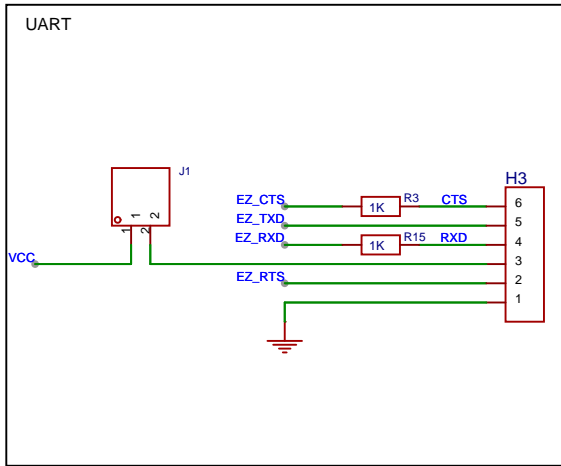 UART
J1
1 2
1 2
VCC
H3
EZ_CTS 1K R3 CTS 6
EZ_TXD 5
EZ_RXD 1K R15 RXD 4
3
EZ_RTS 2
1